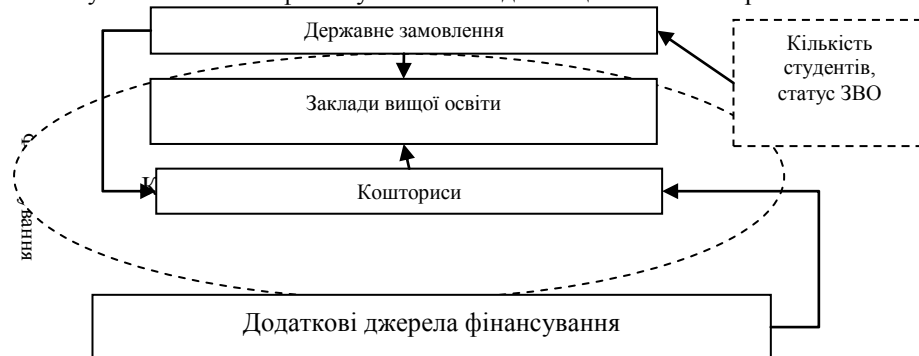 Державне замовлення
Кількість
студентів,
статус ЗВО
Заклади вищої освіти
Кошториси
Додаткові джерела фінансування